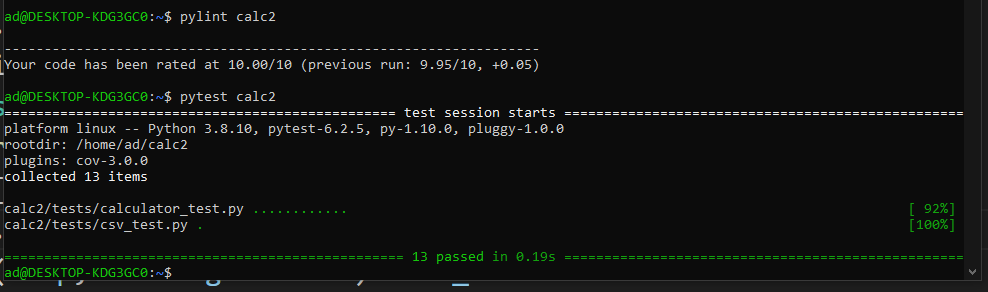 ad@DESKTOP-KDG3GC0:~$ pylint calc2
--------------------------------------------------------------------
Your code has been rated at 10.00/10 (previous run: 9.95/10, +0.05)
ad@DESKTOP-KDG3GC0:~$ pytest calc2
================================================= test session starts ==================================================
platform linux -- Python 3.8.10, pytest-6.2.5, py-1.10.0, pluggy-1.0.0
rootdir: /home/ad/calc2
plugins: cov-3.0.0
collected 13 items
calc2/tests/calculator_test.py ............ [ 92%]
calc2/tests/csv_test.py . [100%]
================================================== 13 passed in 0.19s ==================================================
ad@DESKTOP-KDG3GC0:~$